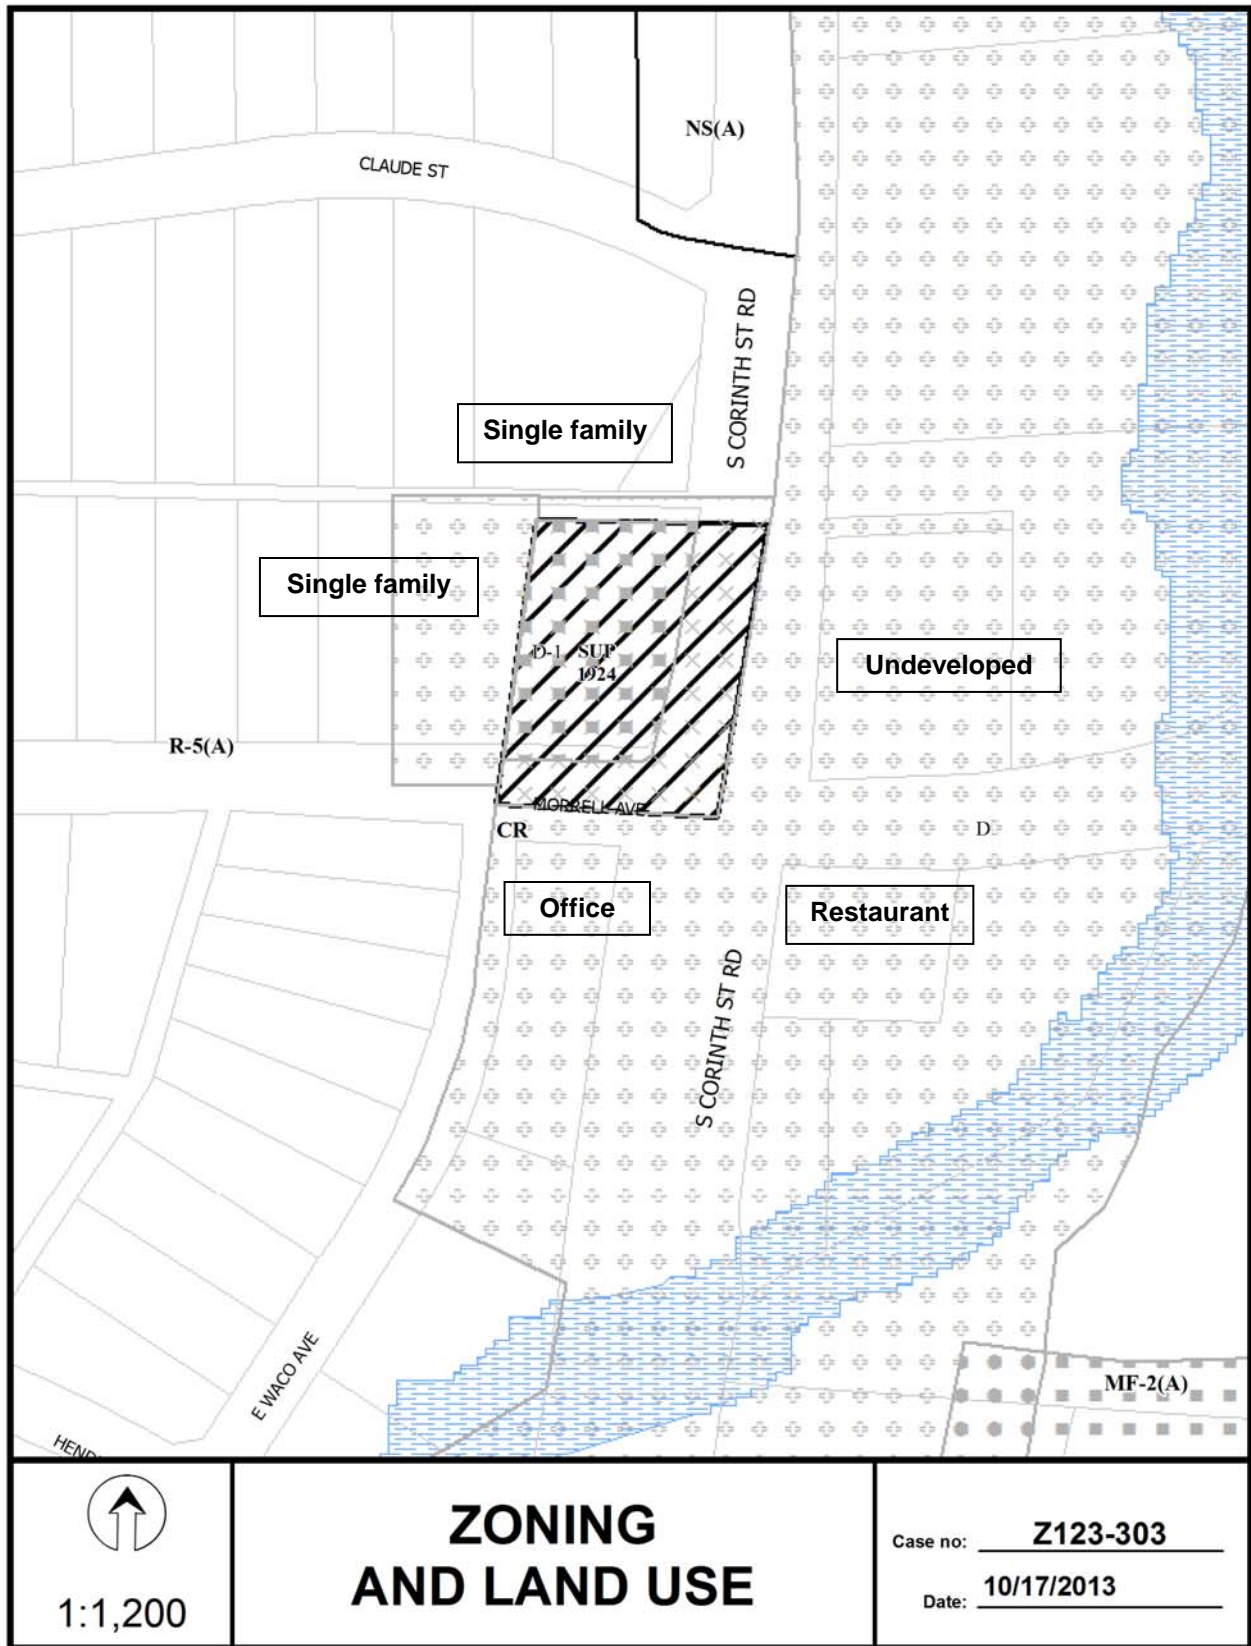 NS(A)
CLAUDE ST
S CORINTH ST RD
Single family
Single family
D-1 SUP
1924
Undeveloped
R-5(A)
MORRELL AVE
CR
D
Office
Restaurant
S CORINTH ST RD
E WACO AVE
MF-2(A)
1:1,200
ZONING
AND LAND USE
Case no: Z123-303
Date: 10/17/2013